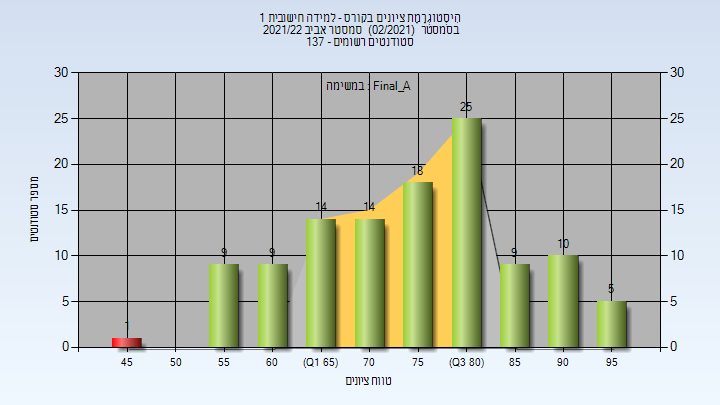 היסטוגרמת ציונים בקורס - למידה חישובית 1
בסמסטר (02/2021) סמסטר אביב 2021/22
סטודנטים רשומים - 137
במשימה : Final_A
מספר סטודנטים
30 30
25 25
20 20
15 15
10 10
5 5
0 0
1 9 9 14 14 18 25 9 10 5
45 50 55 60 (Q1 65) 70 75 (Q3 80) 85 90 95
טווח ציונים